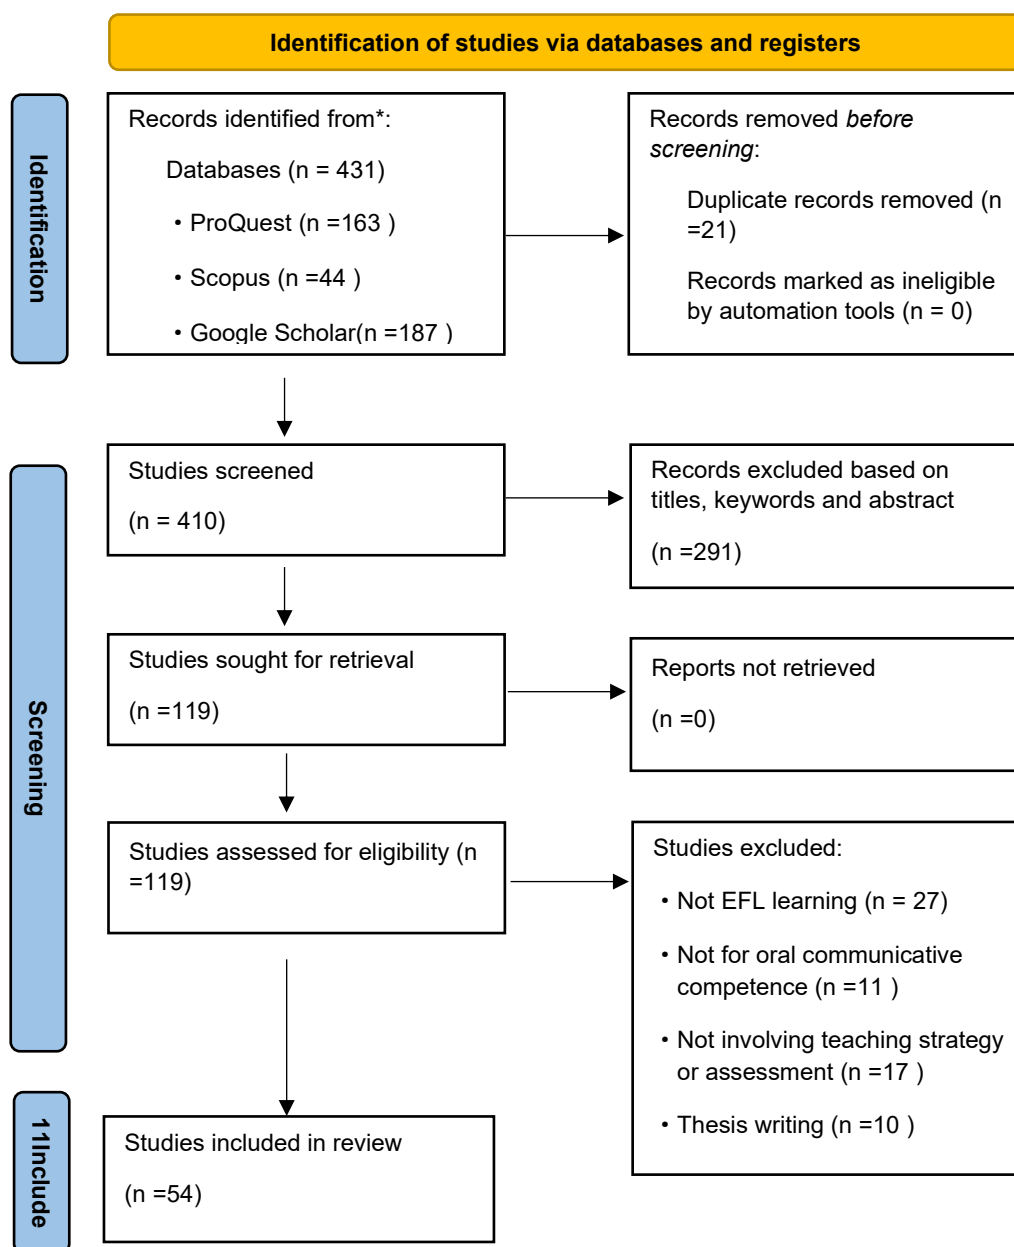 Identification of studies via databases and registers
Identification
Records identified from*:
Databases (n = 431)
• ProQuest (n =163 )
• Scopus (n =44 )
• Google Scholar(n =187 )
Records removed before
screening:
Duplicate records removed (n
=21)
Records marked as ineligible
by automation tools (n = 0)
Screening
Studies screened
(n = 410)
Records excluded based on
titles, keywords and abstract
(n =291)
Studies sought for retrieval
(n =119)
Reports not retrieved
(n =0)
Studies assessed for eligibility (n
=119)
Studies excluded:
• Not EFL learning (n = 27)
• Not for oral communicative
competence (n =11 )
• Not involving teaching strategy
or assessment (n =17 )
• Thesis writing (n =10 )
11Include
Studies included in review
(n =54)